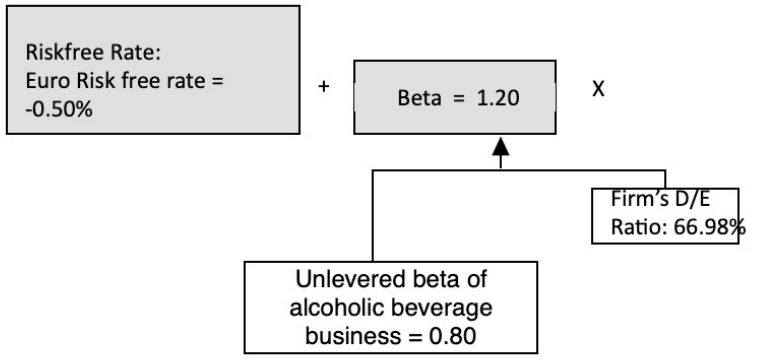 Riskfree Rate:
Euro Risk free rate =
-0.50%
+
Beta = 1.20
X
Firm's D/E
Ratio: 66.98%
Unlevered beta of
alcoholic beverage
business = 0.80